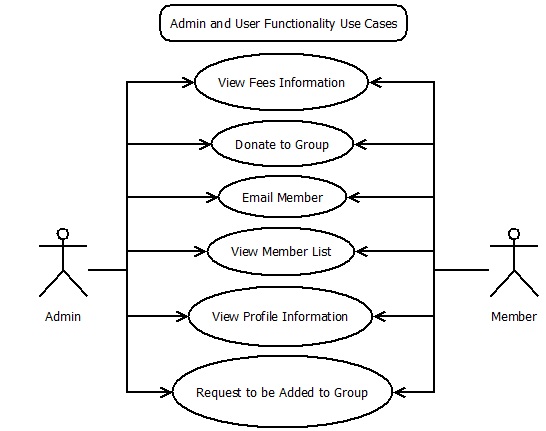 Admin and User Functionality Use Cases
View Fees Information
Donate to Group
Email Member
View Member List
Admin
Member
View Profile Information
Request to be Added to Group